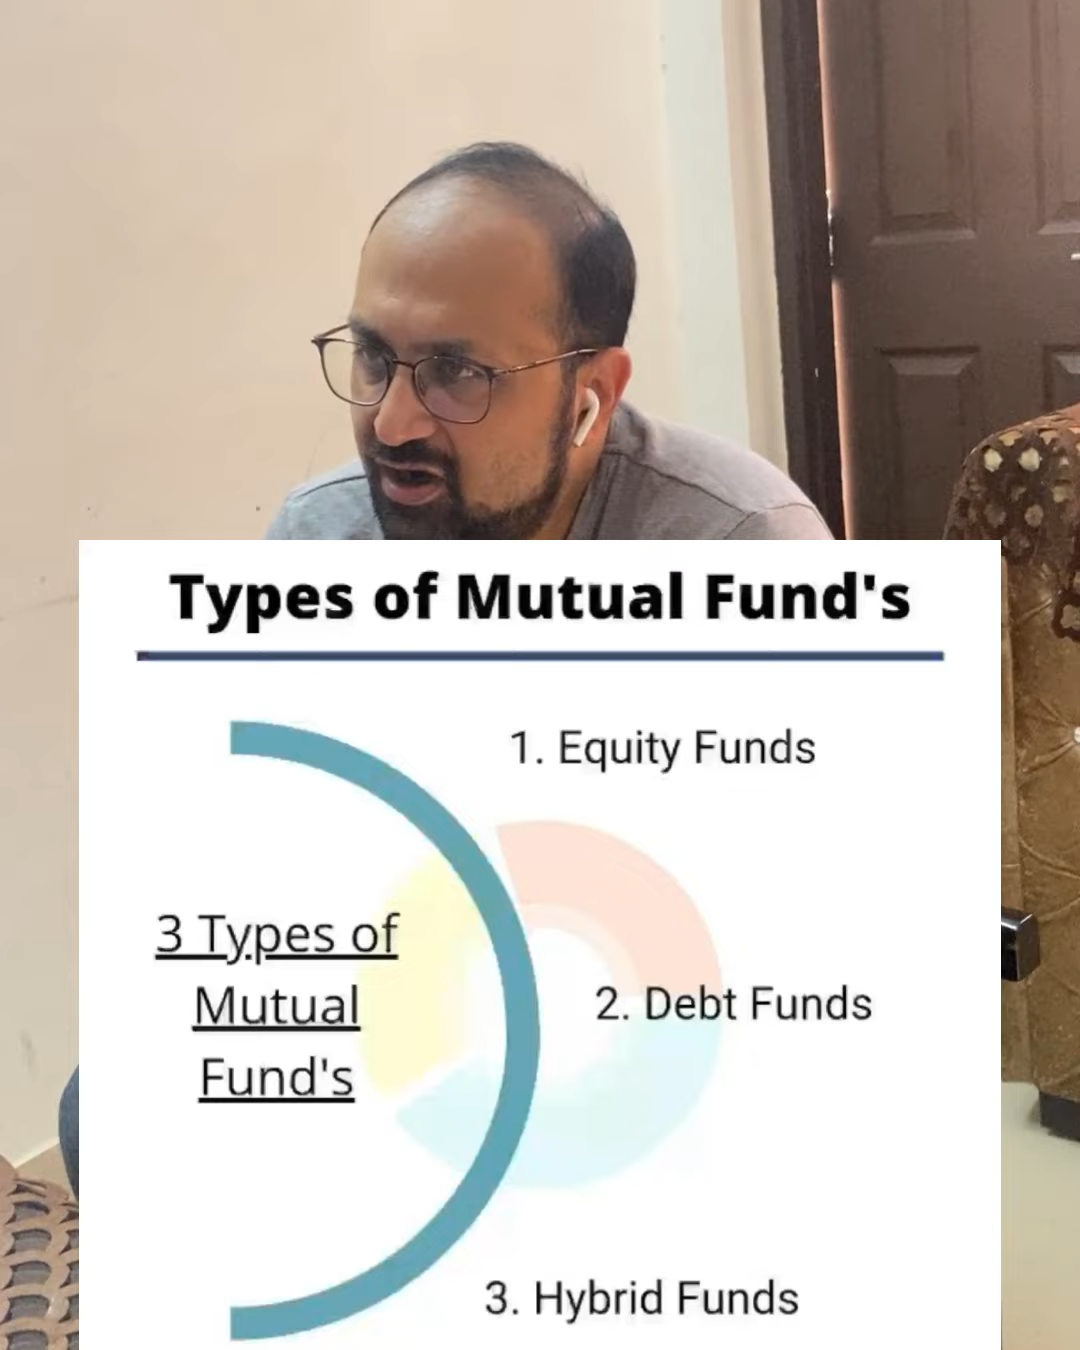 Types of Mutual Fund's
1. Equity Funds
3 Types of
Mutual
Fund's
2. Debt Funds
3. Hybrid Funds